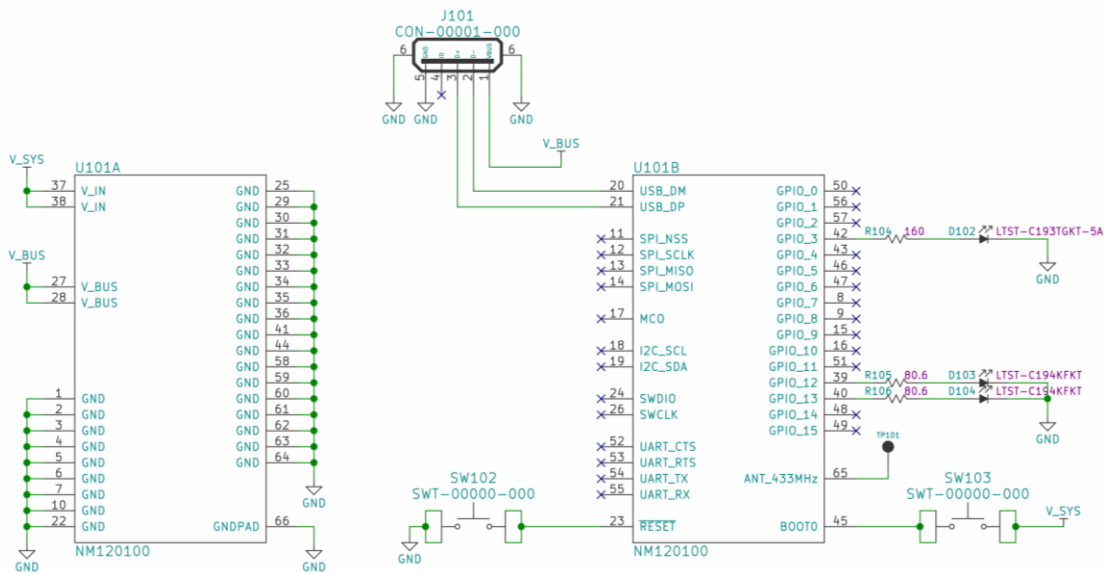 J101
CON-00001-000
6 GND ID D+ D- VBUS 6
5 4 3 2 1
GND GND GND
V_BUS
V_SYS
U101A
37 V_IN
38 V_IN
V_BUS
27 V_BUS
28 V_BUS
1 GND
2 GND
3 GND
4 GND
5 GND
6 GND
7 GND
10 GND
22 GND
GND 25
GND 29
GND 30
GND 31
GND 32
GND 33
GND 34
GND 35
GND 36
GND 41
GND 44
GND 58
GND 59
GND 60
GND 61
GND 62
GND 63
GND 64
GND
GNDPAD 66
NM120100
GND
GND
U101B
20 USB_DM
21 USB_DP
11 SPI_NSS
12 SPI_SCLK
13 SPI_MISO
14 SPI_MOSI
17 MCO
18 I2C_SCL
19 I2C_SDA
24 SWDIO
26 SWCLK
52 UART_CTS
53 UART_RTS
54 UART_TX
55 UART_RX
23 RESET
GPIO_0 50
GPIO_1 56
GPIO_2 57
GPIO_3 42 R104 160 D102 LTST-C193TGKT-5A
GND
GPIO_4 43
GPIO_5 46
GPIO_6 47
GPIO_7 8
GPIO_8 9
GPIO_9 15
GPIO_10 16
GPIO_11 51
GPIO_12 39 R105 80.6 D103 LTST-C194KFKT
GPIO_13 40 R106 80.6 D104 LTST-C194KFKT
GPIO_14 48
GPIO_15 49
GND
TP101
ANT_433MHz 65
BOOT0 45
NM120100
SW102
SWT-00000-000
GND
SW103
SWT-00000-000
V_SYS